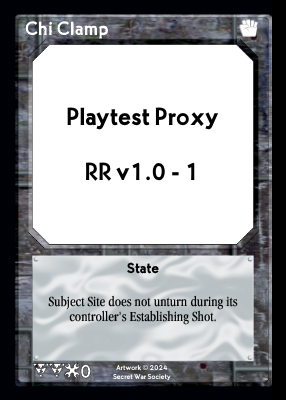 Chi Clamp
Playtest Proxy
RR v1.0 - 1
State
Subject Site does not unturn during its
controller's Establishing Shot.
0
Artwork © 2024
Secret War Society